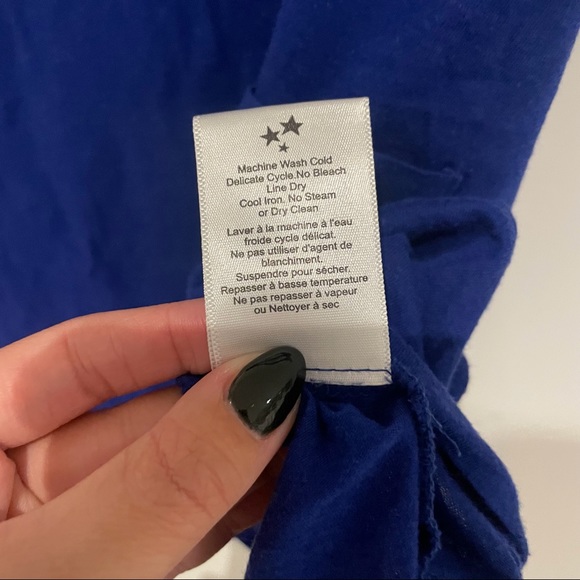 Machine Wash Cold
Delicate Cycle.No Bleach
Line Dry
Cool Iron. No Steam
or Dry Clean
Laver à la machine à l'eau
froide cycle délicat.
Ne pas utiliser d'agent de
blanchiment.
Suspendre pour sécher.
Repasser à basse temperature
Ne pas repasser à vapeur
ou Nettoyer à sec